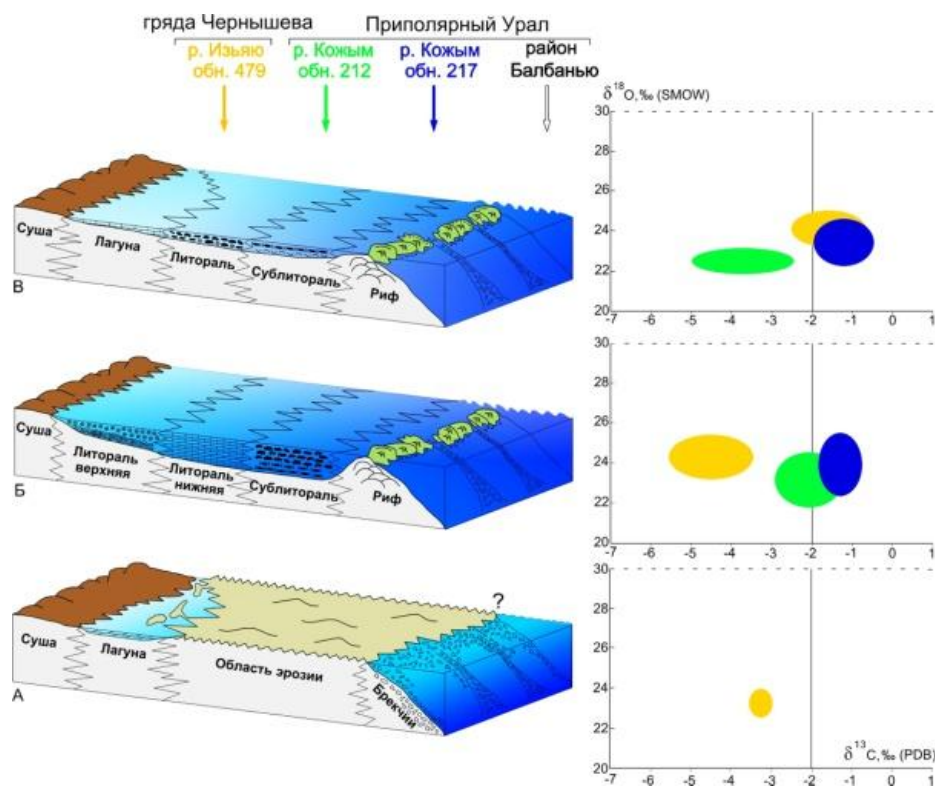 гряда Чернышева
Приполярный Урал
р. Изьяю
обн. 479
р. Кожым
обн. 212
р. Кожым
обн. 217
район
Балбанью
δ18O,‰ (SMOW)
30
28
26
24
22
20
-7 -6 -5 -4 -3 -2 -1 0 1
Суша
Лагуна
Литораль
Сублитораль
Риф
В
30
28
26
24
22
20
-7 -6 -5 -4 -3 -2 -1 0 1
Суша
Литораль
верхняя
Литораль
нижняя
Сублитораль
Риф
Б
30
28
26
24
22
20
-7 -6 -5 -4 -3 -2 -1 0 1
δ13C,‰ (PDB)
?
Суша
Лагуна
Область эрозии
Брекчии
А